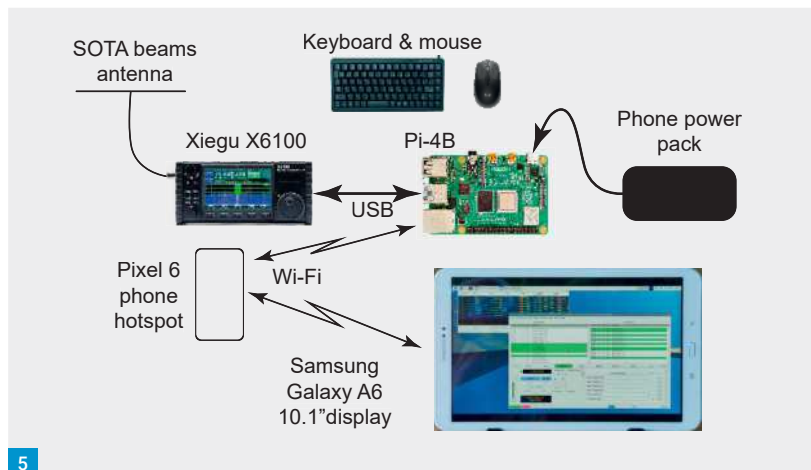 SOTA beams
antenna
Keyboard & mouse
Xiegu X6100
Pi-4B
Phone power
pack
USB
Pixel 6
phone
hotspot
Wi-Fi
Samsung
Galaxy A6
10.1”display
5